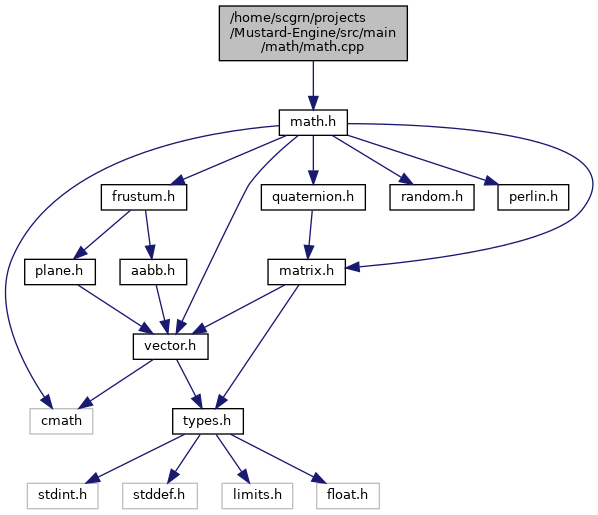 /home/scgrn/projects
/Mustard-Engine/src/main
/math/math.cpp
math.h
frustum.h
quaternion.h
random.h
perlin.h
plane.h
aabb.h
matrix.h
vector.h
cmath
types.h
stdint.h
stddef.h
limits.h
float.h